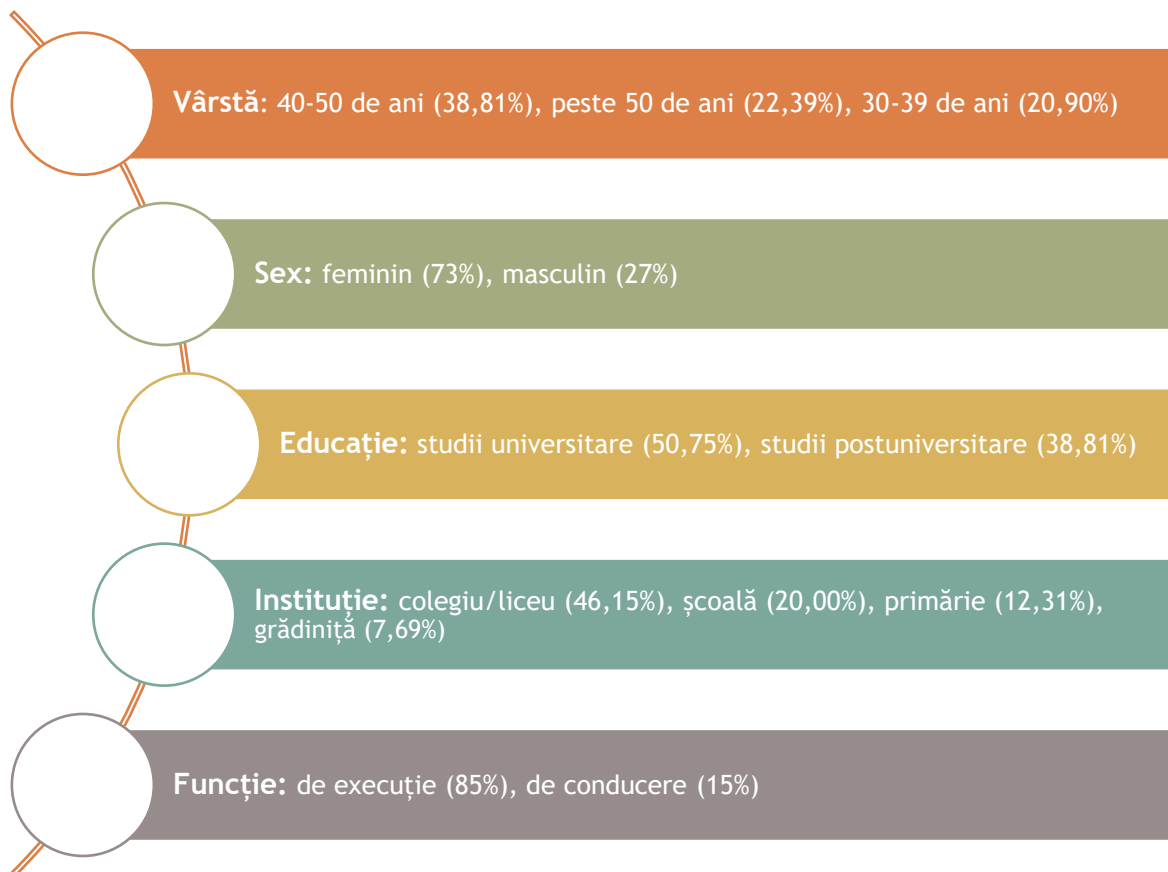 Vârstă: 40-50 de ani (38,81%), peste 50 de ani (22,39%), 30-39 de ani (20,90%)
Sex: feminin (73%), masculin (27%)
Educație: studii universitare (50,75%), studii postuniversitare (38,81%)
Instituție: colegiu/liceu (46,15%), școală (20,00%), primărie (12,31%),
grădiniță (7,69%)
Funcție: de execuție (85%), de conducere (15%)